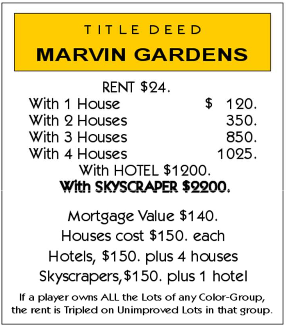 TITLE DEED
MARVIN GARDENS
RENT $24.
With 1 House $ 120.
With 2 Houses 350.
With 3 Houses 850.
With 4 Houses 1025.
With HOTEL $1200.
With SKYSCRAPER $2200.
Mortgage Value $140.
Houses cost $150. each
Hotels, $150. plus 4 houses
Skyscrapers,$150. plus 1 hotel
If a player owns ALL the Lots of any Color-Group,
the rent is Tripled on Unimproved Lots in that group.